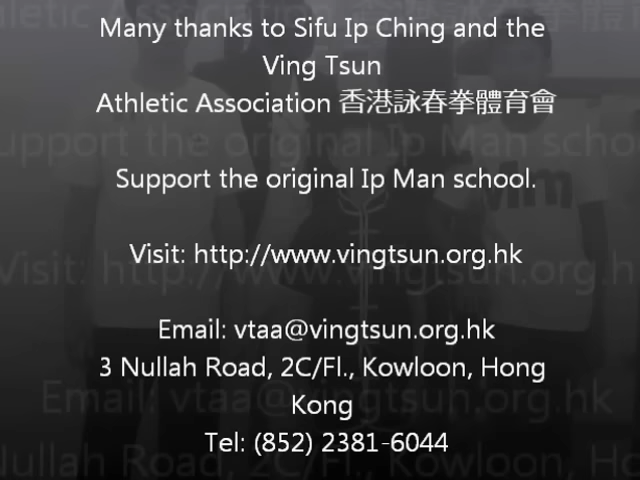 Many thanks to Sifu Ip Ching and the
Ving Tsun
Athletic Association 香港詠春拳體育會
Support the original Ip Man school.
Visit: http://www.vingtsun.org.hk
Email: vtaa@vingtsun.org.hk
3 Nullah Road, 2C/Fl., Kowloon, Hong
Kong
Tel: (852) 2381-6044